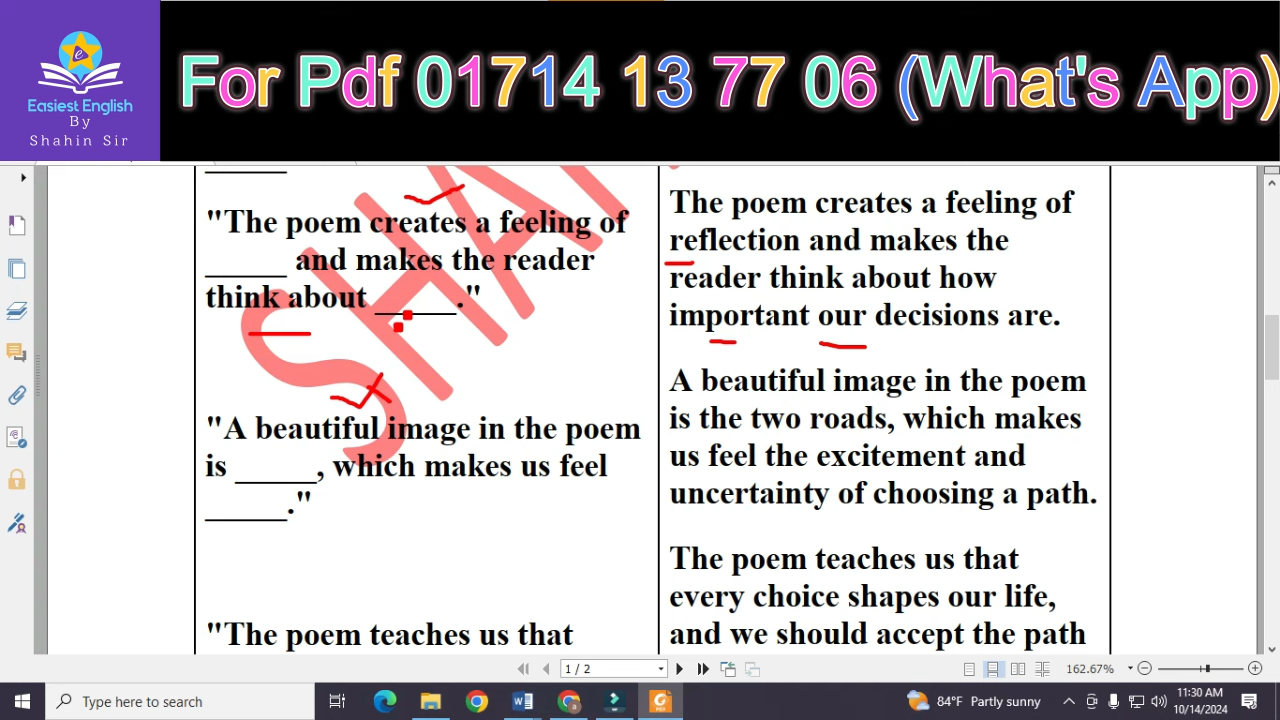 For Pdf 01714 13 77 06 (What's App)
e
Easiest English
By
Shahin Sir
"The poem creates a feeling of
______ and makes the reader
think about ______."
"A beautiful image in the poem
is ______, which makes us feel
______."
"The poem teaches us that
The poem creates a feeling of
reflection and makes the
reader think about how
important our decisions are.
A beautiful image in the poem
is the two roads, which makes
us feel the excitement and
uncertainty of choosing a path.
The poem teaches us that
every choice shapes our life,
and we should accept the path
SHA
1 / 2
162.67%
Type here to search
W
a
PDF
84°F Partly sunny
11:30 AM
10/14/2024